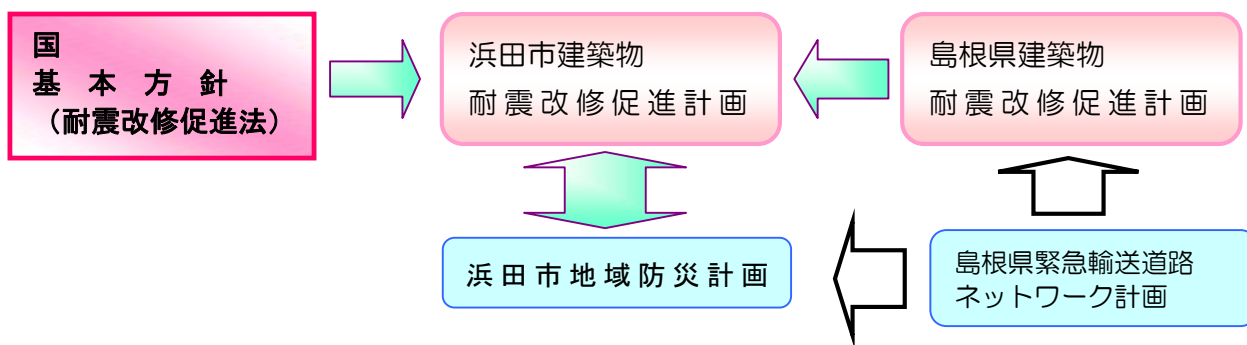 国
基本方針
（耐震改修促進法）
浜田市建築物
耐震改修促進計画
島根県建築物
耐震改修促進計画
浜田市地域防災計画
島根県緊急輸送道路
ネットワーク計画